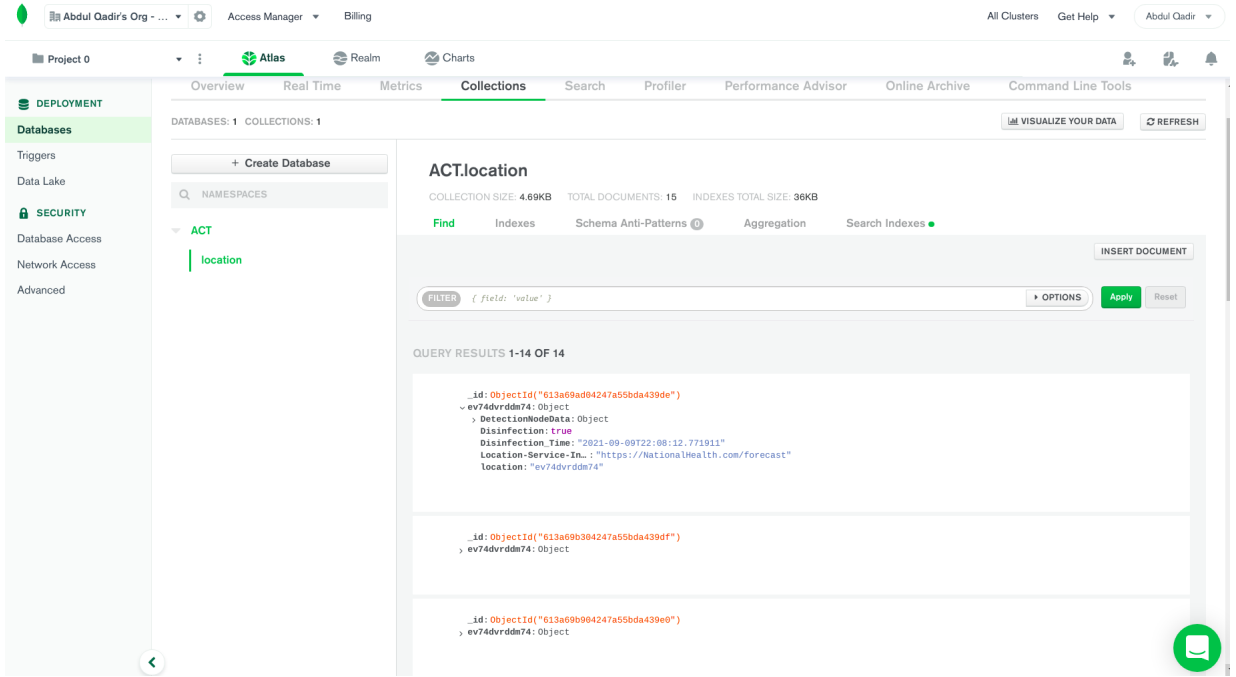 Abdul Qadir's Org - ... Access Manager Billing All Clusters Get Help Abdul Qadir
Project 0 Atlas Realm Charts
Overview Real Time Metrics Collections Search Profiler Performance Advisor Online Archive Command Line Tools
DEPLOYMENT
Databases
Triggers
Data Lake
SECURITY
Database Access
Network Access
Advanced
DATABASES: 1 COLLECTIONS: 1
VISUALIZE YOUR DATA REFRESH
+ Create Database
NAMESPACES
ACT
location
ACT.location
COLLECTION SIZE: 4.69KB TOTAL DOCUMENTS: 15 INDEXES TOTAL SIZE: 36KB
Find Indexes Schema Anti-Patterns 0 Aggregation Search Indexes
INSERT DOCUMENT
FILTER { field: 'value' } OPTIONS Apply Reset
QUERY RESULTS 1-14 OF 14
_id: ObjectId("613a69ad04247a55bda439de")
ev74dvrddm74: Object
DetectionNodeData: Object
Disinfection: true
Disinfection_Time: "2021-09-09T22:08:12.771911"
Location-Service-In… : "https://NationalHealth.com/forecast"
location: "ev74dvrddm74"
_id: ObjectId("613a69b304247a55bda439df")
ev74dvrddm74: Object
_id: ObjectId("613a69b904247a55bda439e0")
ev74dvrddm74: Object